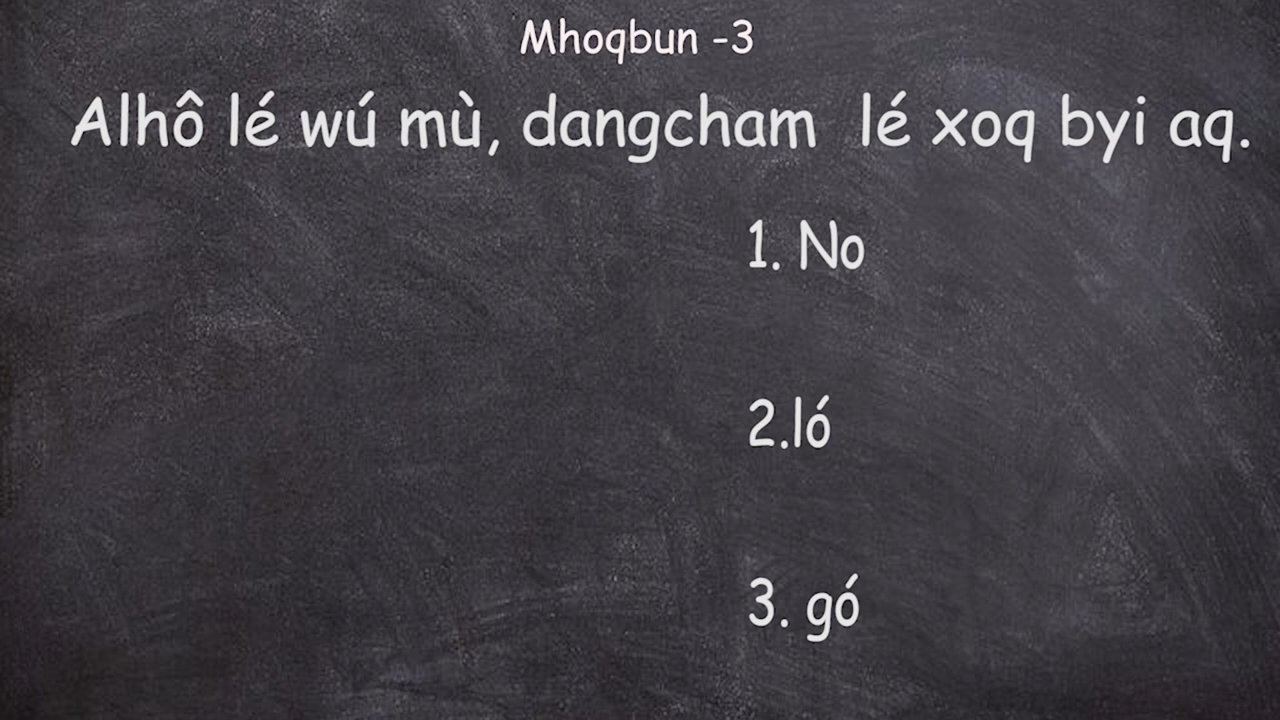 Mhoqbun -3
Alhô lé wú mù, dangcham lé xoq byi aq.
1. No
2.ló
3. gó